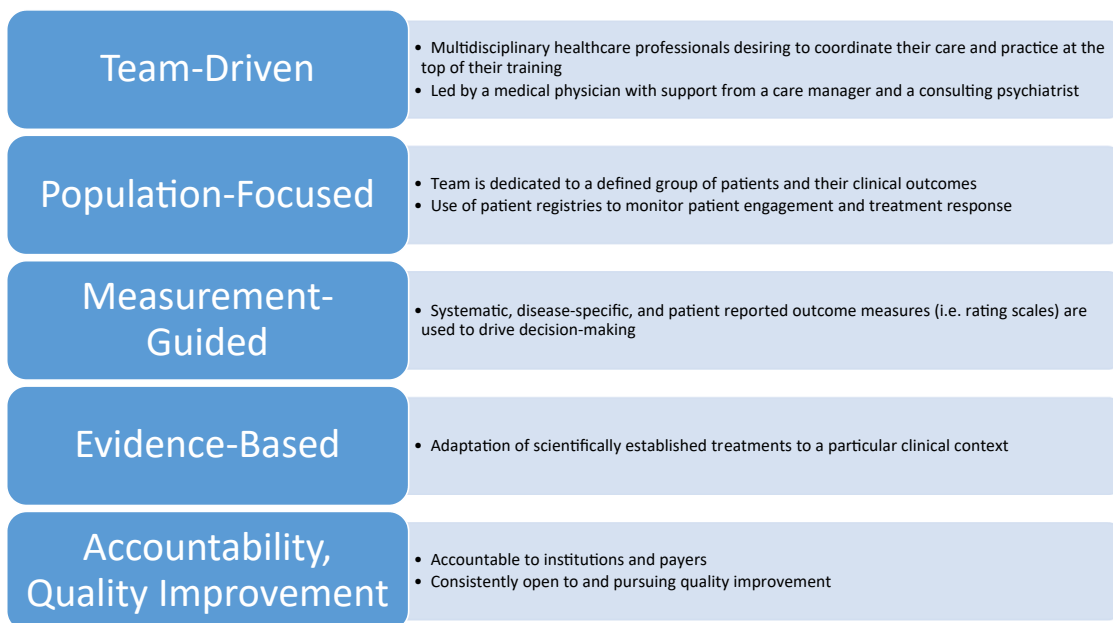 Team-Driven
• Multidisciplinary healthcare professionals desiring to coordinate their care and practice at the
top of their training
• Led by a medical physician with support from a care manager and a consulting psychiatrist
Population-Focused
• Team is dedicated to a defined group of patients and their clinical outcomes
• Use of patient registries to monitor patient engagement and treatment response
Measurement-
Guided
• Systematic, disease-specific, and patient reported outcome measures (i.e. rating scales) are
used to drive decision-making
Evidence-Based
• Adaptation of scientifically established treatments to a particular clinical context
Accountability,
Quality Improvement
• Accountable to institutions and payers
• Consistently open to and pursuing quality improvement